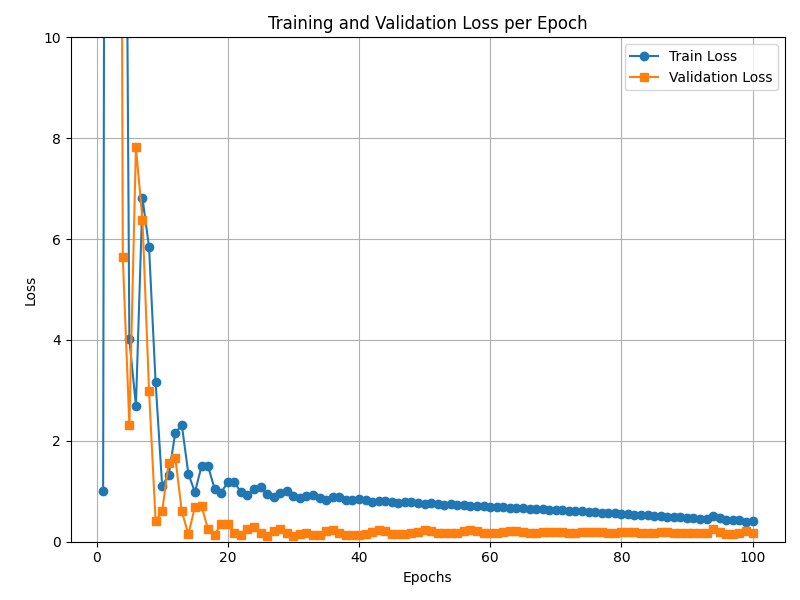 Training and Validation Loss per Epoch
Train Loss
Validation Loss
10
8
6
4
2
0
Loss
0 20 40 60 80 100
Epochs